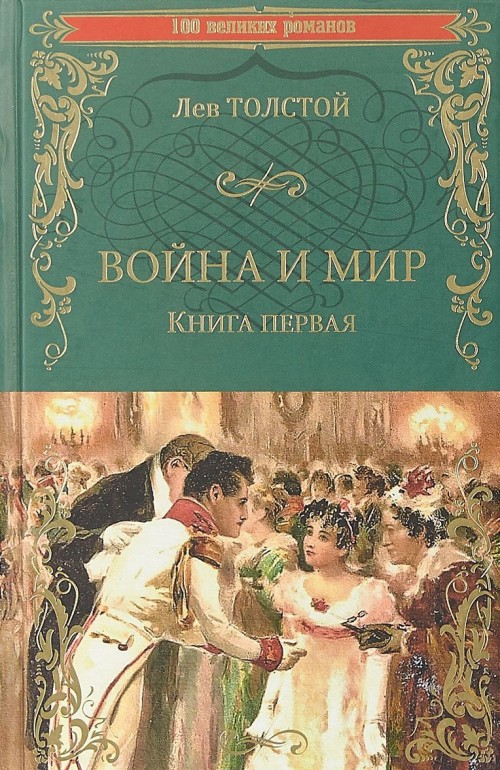 100 великих романов
Лев ТОЛСТОЙ
ВОЙНА И МИР
Книга первая